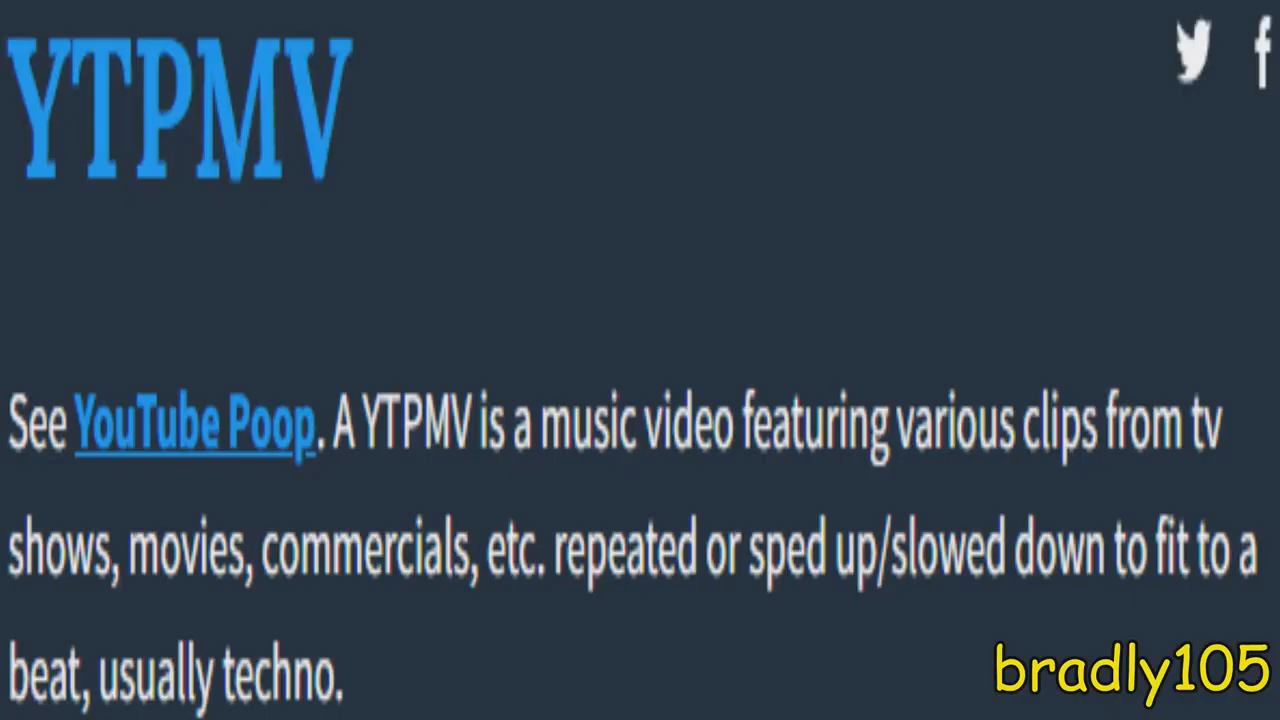 YTPMV
See YouTube Poop. A YTPMV is a music video featuring various clips from tv
shows, movies, commercials, etc. repeated or sped up/slowed down to fit to a
beat, usually techno.
bradly105